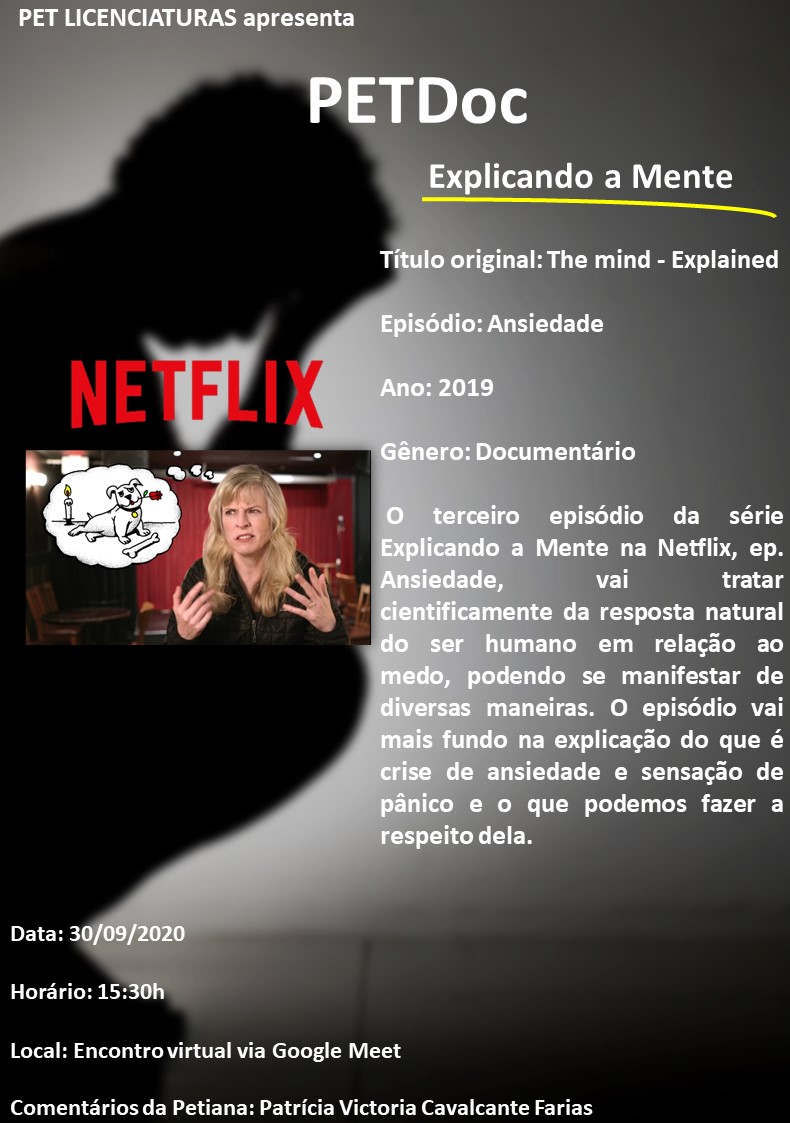 PET LICENCIATURAS apresenta
PETDoc
Explicando a Mente
Título original: The mind - Explained
Episódio: Ansiedade
Ano: 2019
Gênero: Documentário
NETFLIX
O terceiro episódio da série
Explicando a Mente na Netflix, ep.
Ansiedade, vai tratar
cientificamente da resposta natural
do ser humano em relação ao
medo, podendo se manifestar de
diversas maneiras. O episódio vai
mais fundo na explicação do que é
crise de ansiedade e sensação de
pânico e o que podemos fazer a
respeito dela.
Data: 30/09/2020
Horário: 15:30h
Local: Encontro virtual via Google Meet
Comentários da Petiana: Patrícia Victoria Cavalcante Farias